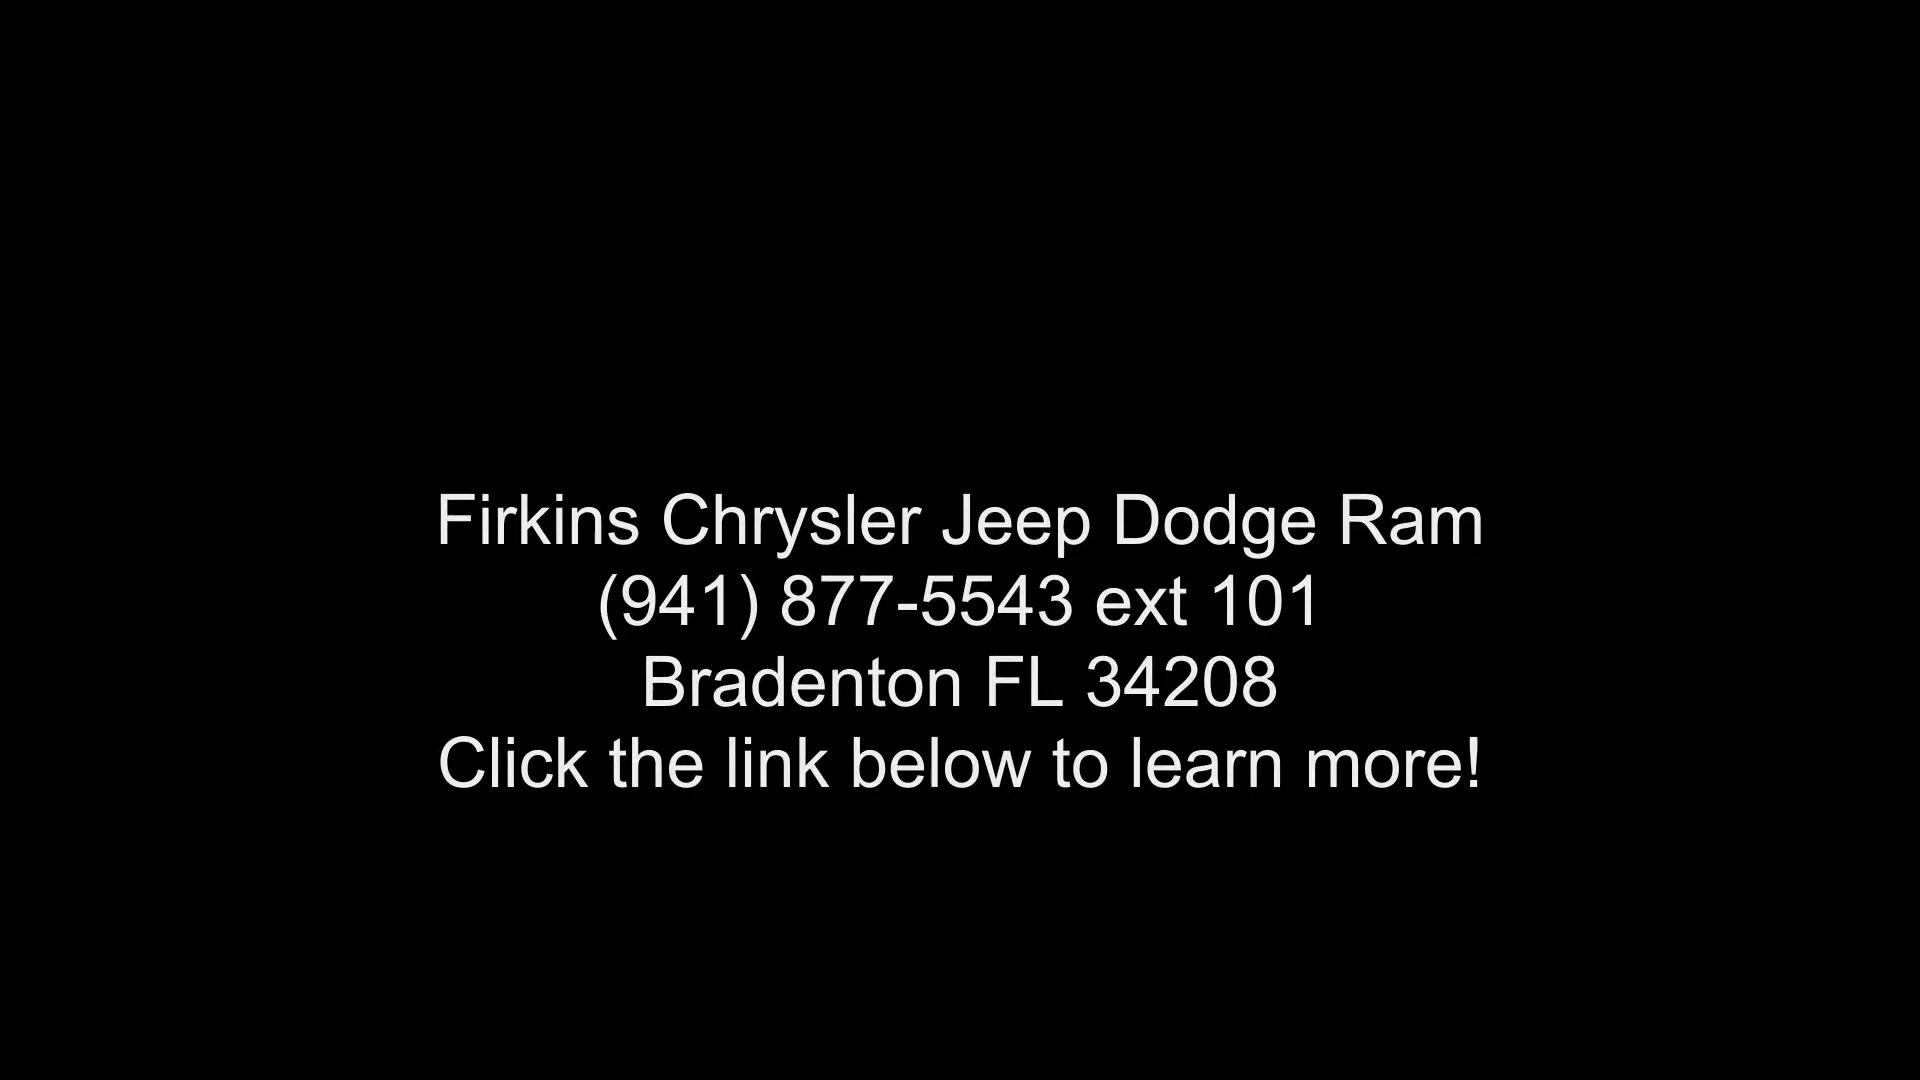 Firkins Chrysler Jeep Dodge Ram
(941) 877-5543 ext 101
Bradenton FL 34208
Click the link below to learn more!